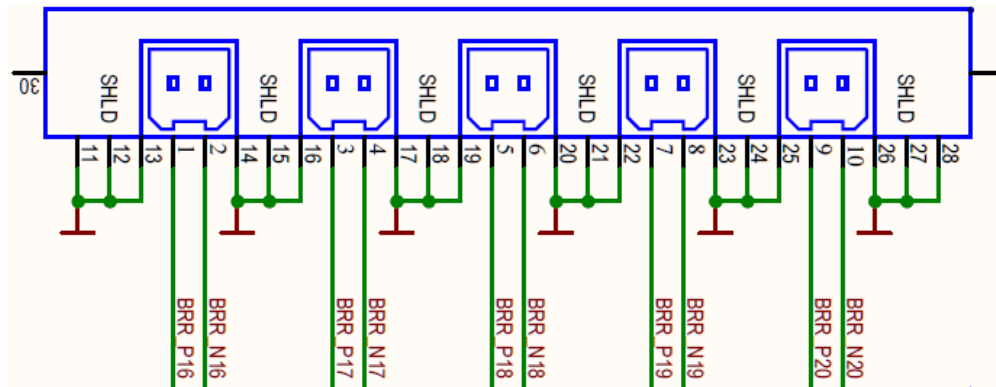 30
SHLD
SHLD
SHLD
SHLD
SHLD
SHLD
11
12
13
1
2
14
15
16
3
4
17
18
19
5
6
20
21
22
7
8
23
24
25
9
10
26
27
28
BRR_P16
BRR_N16
BRR_P17
BRR_N17
BRR_P18
BRR_N18
BRR_P19
BRR_N19
BRR_P20
BRR_N20